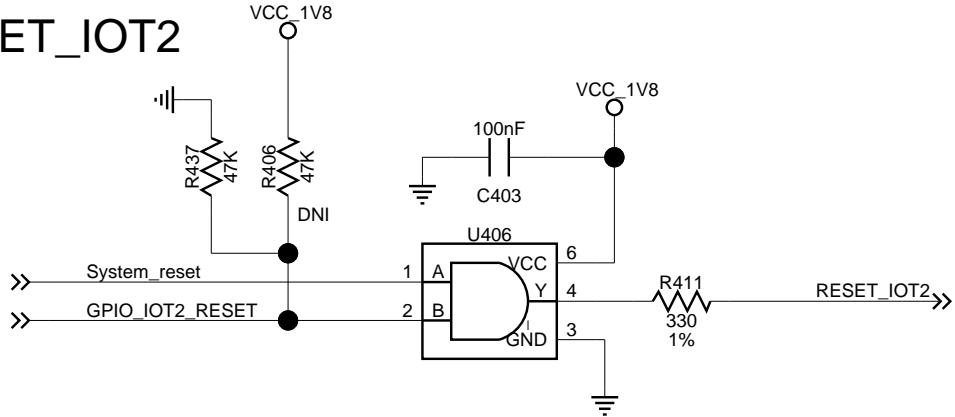 VCC_1V8
ET_IOT2
VCC_1V8
100nF
R437
47K
R406
47K
C403
DNI
U406
System_reset
1
A
VCC
6
Y
4
R411
RESET_IOT2
GPIO_IOT2_RESET
2
B
330
GND
3
1%